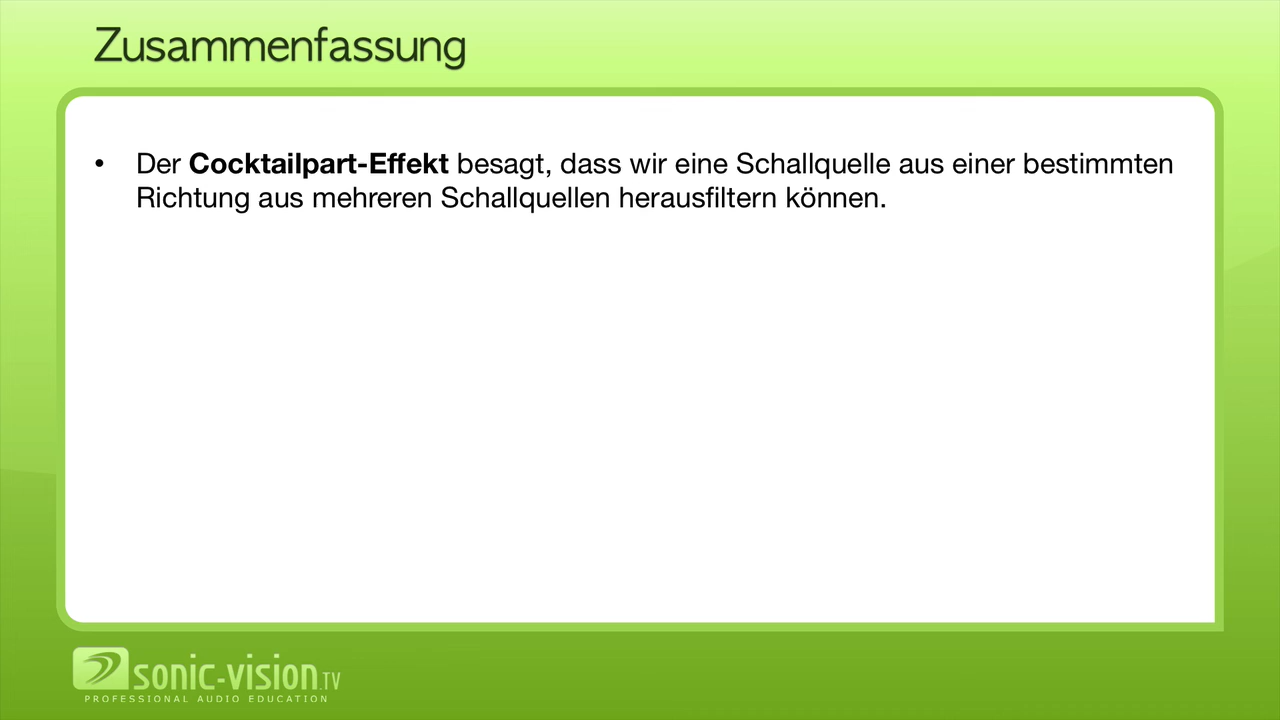 Zusammenfassung
• Der Cocktailpart-Effekt besagt, dass wir eine Schallquelle aus einer bestimmten
Richtung aus mehreren Schallquellen herausfiltern können.
sonic-vision.TV
PROFESSIONAL AUDIO EDUCATION